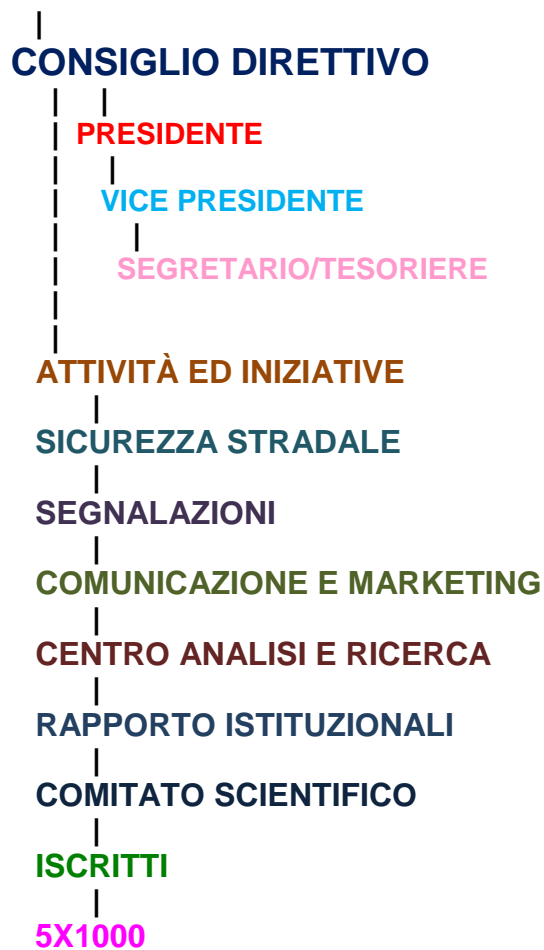 CONSIGLIO DIRETTIVO
PRESIDENTE
VICE PRESIDENTE
SEGRETARIO/TESORIERE
ATTIVITÀ ED INIZIATIVE
SICUREZZA STRADALE
SEGNALAZIONI
COMUNICAZIONE E MARKETING
CENTRO ANALISI E RICERCA
RAPPORTO ISTITUZIONALI
COMITATO SCIENTIFICO
ISCRITTI
5X1000